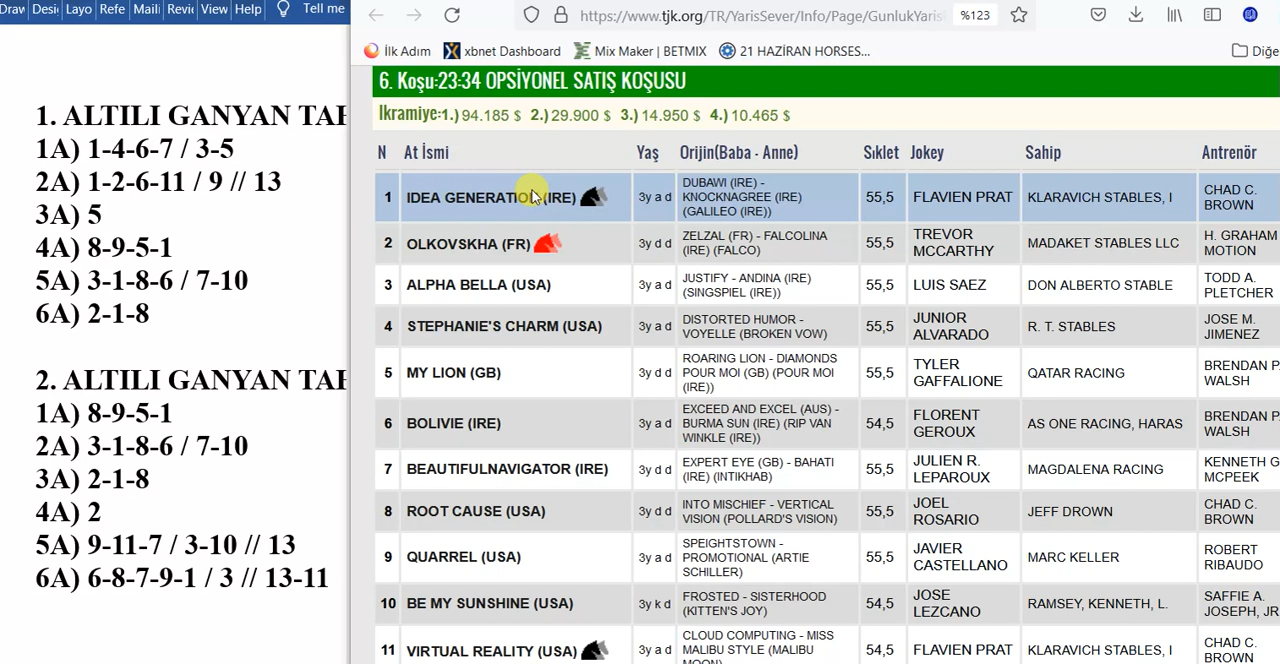 Draw Desi Layo Refe Maili Revi View Help Tell me
https://www.tjk.org/TR/YarisSever/Info/Page/GunlukYaris
%123
İlk Adım xbnet Dashboard Mix Maker | BETMIX 21 HAZİRAN HORSES... Diğe
1. ALTILI GANYAN TAH
1A) 1-4-6-7 / 3-5
2A) 1-2-6-11 / 9 // 13
3A) 5
4A) 8-9-5-1
5A) 3-1-8-6 / 7-10
6A) 2-1-8
2. ALTILI GANYAN TAH
1A) 8-9-5-1
2A) 3-1-8-6 / 7-10
3A) 2-1-8
4A) 2
5A) 9-11-7 / 3-10 // 13
6A) 6-8-7-9-1 / 3 // 13-11
6. Koşu:23:34 OPSİYONEL SATIŞ KOŞUSU
İkramiye:1.) 94.185 $ 2.) 29.900 $ 3.) 14.950 $ 4.) 10.465 $
N At İsmi Yaş Orijin(Baba - Anne) Sıklet Jokey Sahip Antrenör
1 IDEA GENERATION (IRE) 3y a d DUBAWI (IRE) - KNOCKNAGREE (IRE) (GALILEO (IRE)) 55,5 FLAVIEN PRAT KLARAVICH STABLES, I CHAD C. BROWN
2 OLKOVSKHA (FR) 3y d d ZELZAL (FR) - FALCOLINA (IRE) (FALCO) 55,5 TREVOR MCCARTHY MADAKET STABLES LLC H. GRAHAM MOTION
3 ALPHA BELLA (USA) 3y a d JUSTIFY - ANDINA (IRE) (SINGSPIEL (IRE)) 55,5 LUIS SAEZ DON ALBERTO STABLE TODD A. PLETCHER
4 STEPHANIE'S CHARM (USA) 3y a d DISTORTED HUMOR - VOYELLE (BROKEN VOW) 55,5 JUNIOR ALVARADO R. T. STABLES JOSE M. JIMENEZ
5 MY LION (GB) 3y d d ROARING LION - DIAMONDS POUR MOI (GB) (POUR MOI (IRE)) 55,5 TYLER GAFFALIONE QATAR RACING BRENDAN P. WALSH
6 BOLIVIE (IRE) 3y a d EXCEED AND EXCEL (AUS) - BURMA SUN (IRE) (RIP VAN WINKLE (IRE)) 54,5 FLORENT GEROUX AS ONE RACING, HARAS BRENDAN P. WALSH
7 BEAUTIFULNAVIGATOR (IRE) 3y d d EXPERT EYE (GB) - BAHATI (IRE) (INTIKHAB) 55,5 JULIEN R. LEPAROUX MAGDALENA RACING KENNETH G MCPEEK
8 ROOT CAUSE (USA) 3y d d INTO MISCHIEF - VERTICAL VISION (POLLARD'S VISION) 55,5 JOEL ROSARIO JEFF DROWN CHAD C. BROWN
9 QUARREL (USA) 3y a d SPEIGHTSTOWN - PROMOTIONAL (ARTIE SCHILLER) 55,5 JAVIER CASTELLANO MARC KELLER ROBERT RIBAUDO
10 BE MY SUNSHINE (USA) 3y k d FROSTED - SISTERHOOD (KITTEN'S JOY) 54,5 JOSE LEZCANO RAMSEY, KENNETH, L. SAFFIE A. JOSEPH, JR
11 VIRTUAL REALITY (USA) 3y a d CLOUD COMPUTING - MISS MALIBU STYLE (MALIBU MOON) 54,5 FLAVIEN PRAT KLARAVICH STABLES, I CHAD C. BROWN